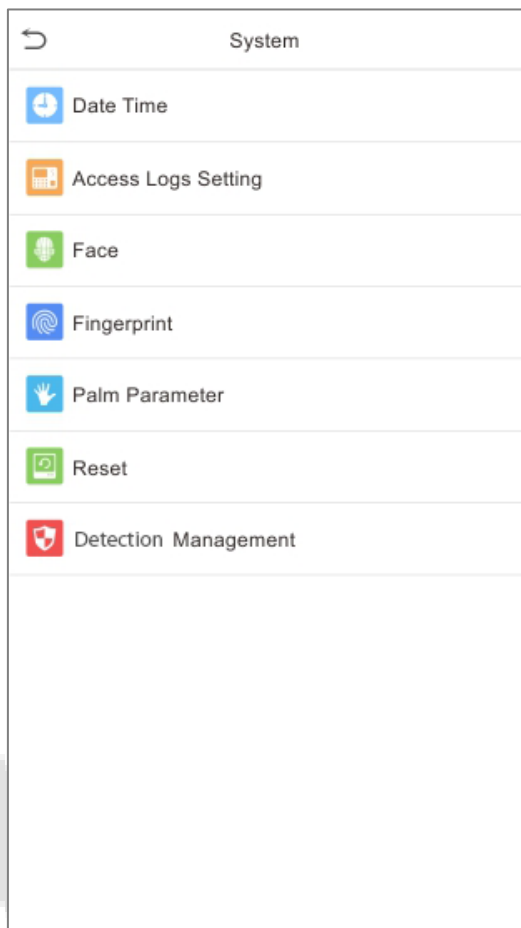 System
Date Time
Access Logs Setting
Face
Fingerprint
Palm Parameter
Reset
Detection Management